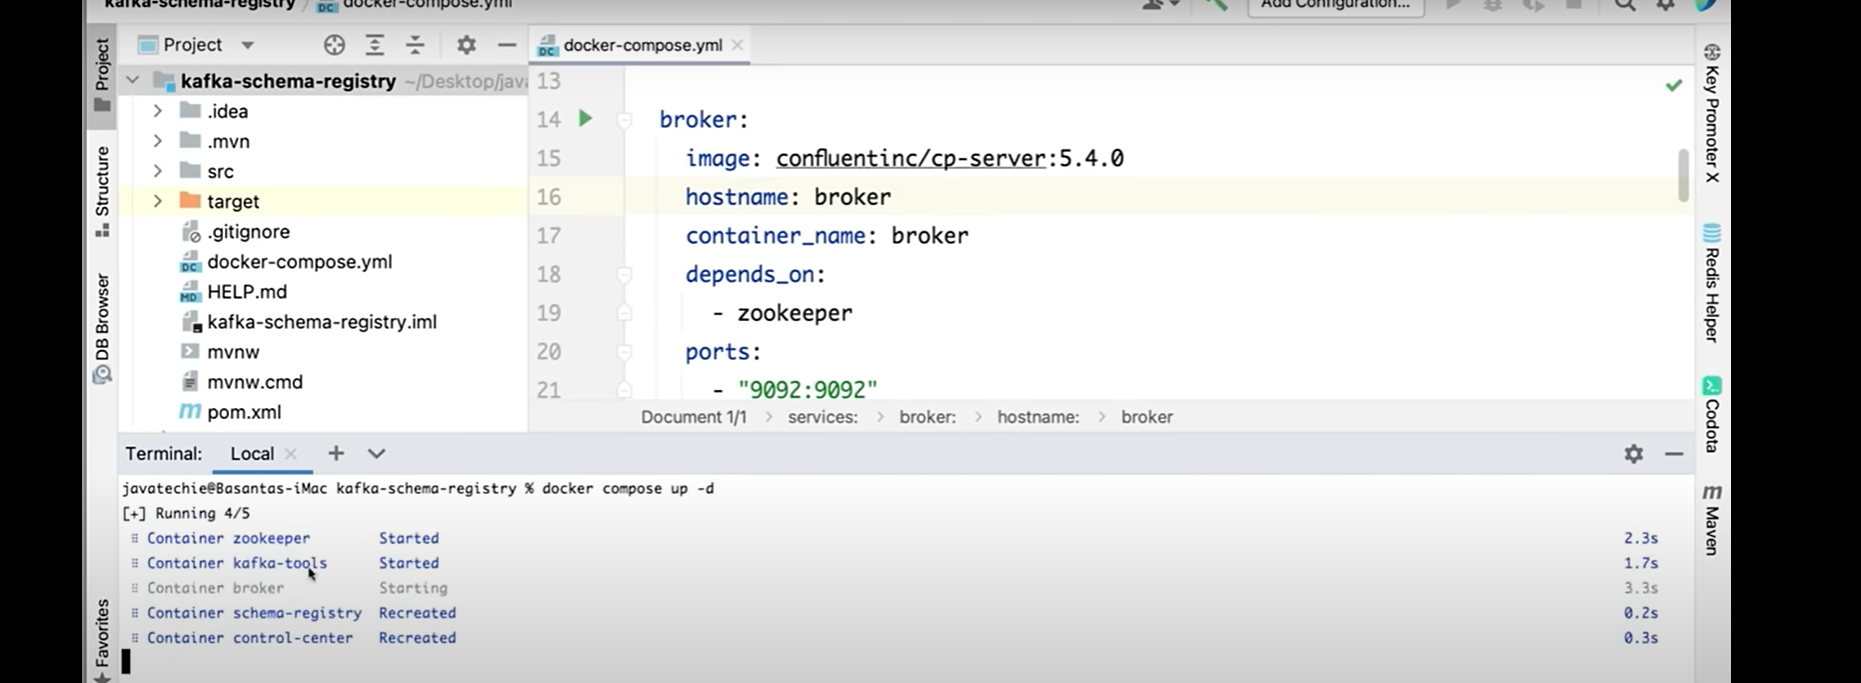 kafka-schema-registry / docker-compose.yml
Add Configuration...
Project
docker-compose.yml
kafka-schema-registry ~/Desktop/java
.idea
.mvn
src
target
.gitignore
docker-compose.yml
HELP.md
kafka-schema-registry.iml
mvnw
mvnw.cmd
pom.xml
13
14 broker:
15 image: confluentinc/cp-server:5.4.0
16 hostname: broker
17 container_name: broker
18 depends_on:
19 - zookeeper
20 ports:
21 - "9092:9092"
Document 1/1 > services: > broker: > hostname: > broker
Terminal: Local
javatechie@Basantas-iMac kafka-schema-registry % docker compose up -d
[+] Running 4/5
Container zookeeper Started 2.3s
Container kafka-tools Started 1.7s
Container broker Starting 3.3s
Container schema-registry Recreated 0.2s
Container control-center Recreated 0.3s
Project
Structure
DB Browser
Favorites
Key Promoter X
Redis Helper
Codota
Maven